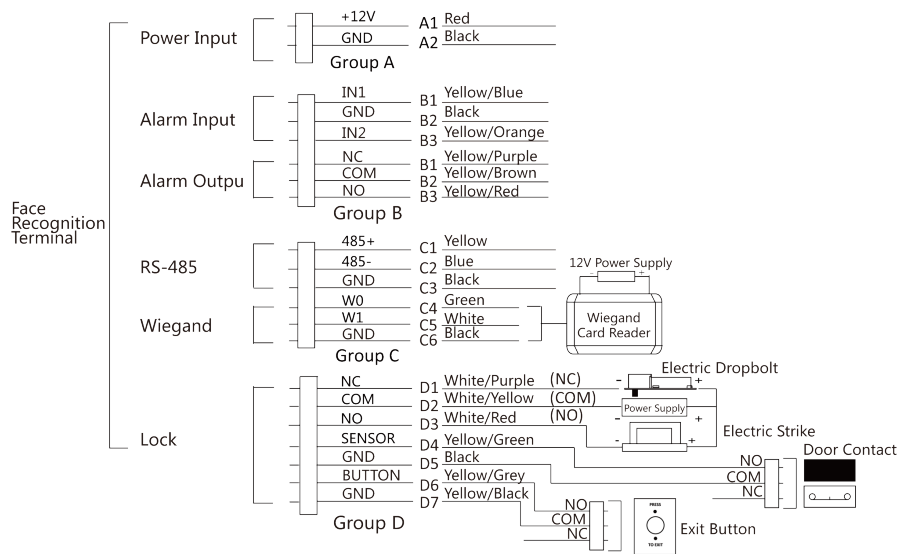 Face
Recognition
Terminal
Power Input
+12V A1 Red
GND A2 Black
Group A
Alarm Input
IN1 B1 Yellow/Blue
GND B2 Black
IN2 B3 Yellow/Orange
Alarm Outpu
NC B1 Yellow/Purple
COM B2 Yellow/Brown
NO B3 Yellow/Red
Group B
RS-485
485+ C1 Yellow
485- C2 Blue
GND C3 Black
Wiegand
W0 C4 Green
W1 C5 White
GND C6 Black
Group C
12V Power Supply
- +
Wiegand
Card Reader
Lock
NC D1 White/Purple (NC)
COM D2 White/Yellow (COM)
NO D3 White/Red (NO)
SENSOR D4 Yellow/Green
GND D5 Black
BUTTON D6 Yellow/Grey
GND D7 Yellow/Black
Group D
Electric Dropbolt
- +
Power Supply
- +
- +
Electric Strike
Door Contact
NO
COM
NC
NO
COM
NC
PRESS
TO EXIT
Exit Button